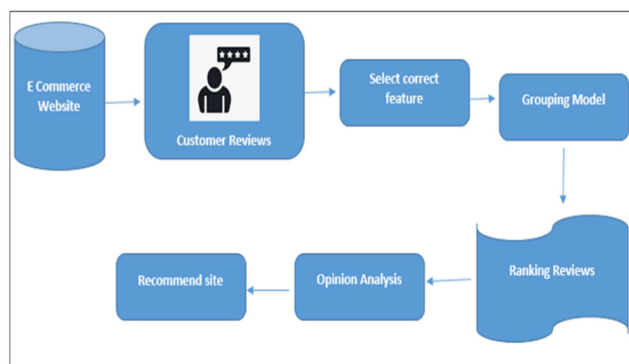 E Commerce
Website
Customer Reviews
Select correct
feature
Grouping Model
Ranking Reviews
Opinion Analysis
Recommend site